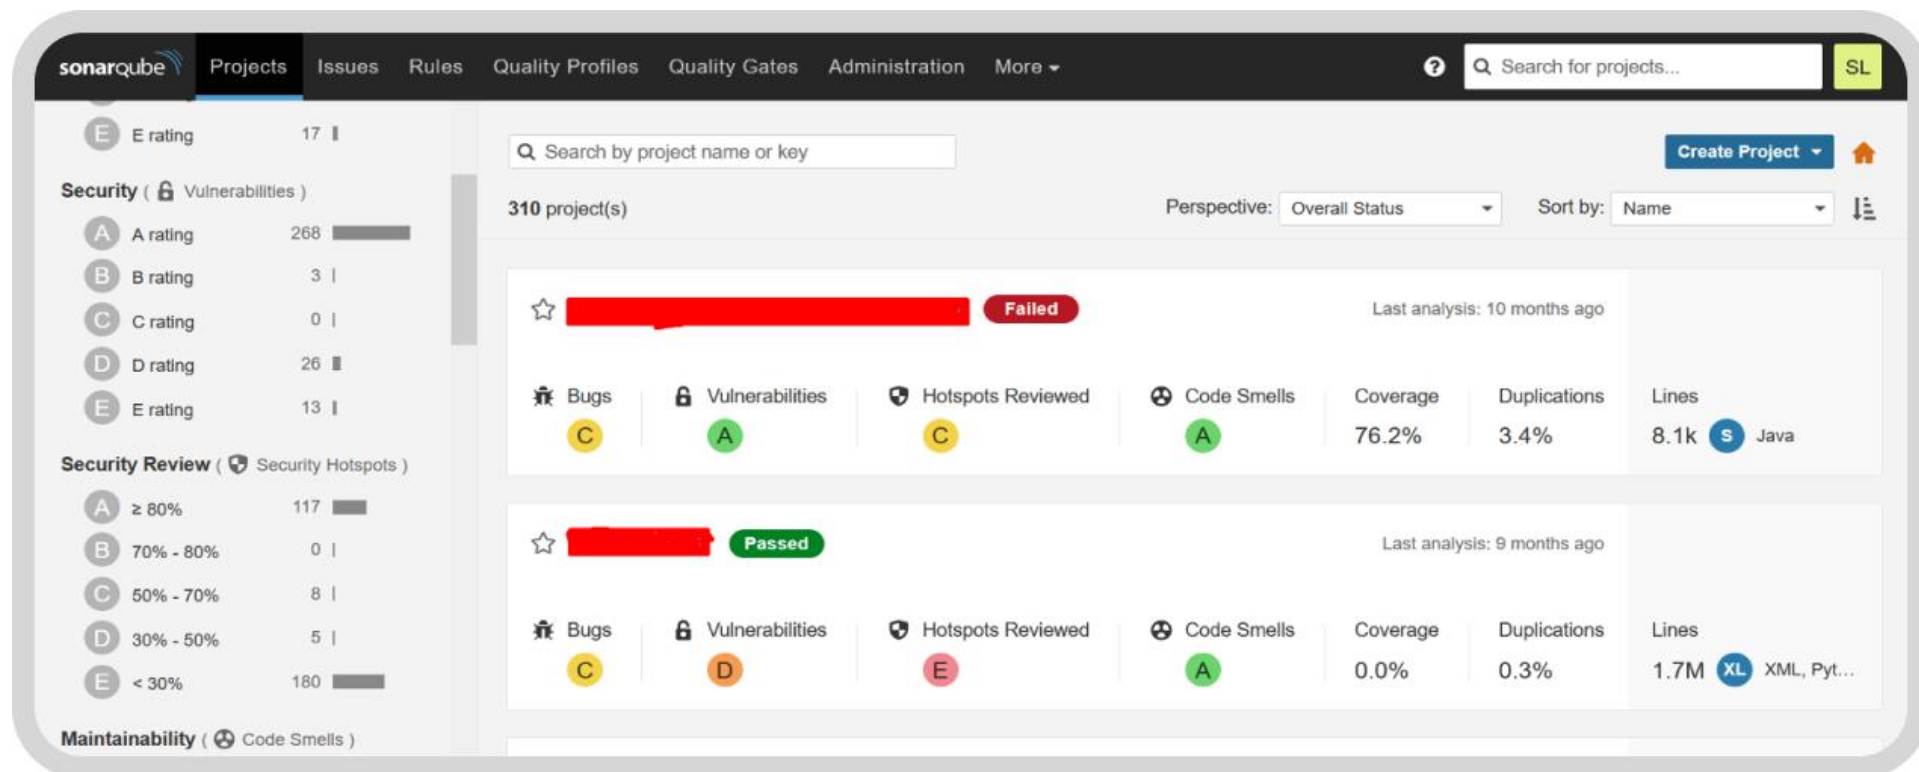 sonarqube Projects Issues Rules Quality Profiles Quality Gates Administration More Search for projects... SL
E E rating 17
Security ( Vulnerabilities )
A A rating 268
B B rating 3
C C rating 0
D D rating 26
E E rating 13
Security Review ( Security Hotspots )
A ≥ 80% 117
B 70% - 80% 0
C 50% - 70% 8
D 30% - 50% 5
E < 30% 180
Maintainability ( Code Smells )
Search by project name or key
Create Project
310 project(s)
Perspective: Overall Status Sort by: Name
Failed Last analysis: 10 months ago
Bugs Vulnerabilities Hotspots Reviewed Code Smells Coverage Duplications Lines
C A C A 76.2% 3.4% 8.1k S Java
Passed Last analysis: 9 months ago
Bugs Vulnerabilities Hotspots Reviewed Code Smells Coverage Duplications Lines
C D E A 0.0% 0.3% 1.7M XL XML, Pyt...